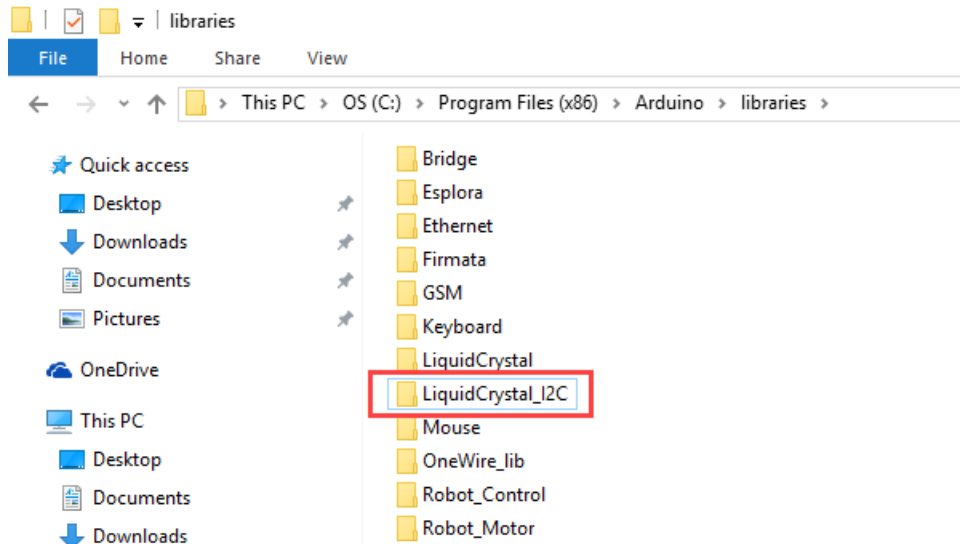 libraries
File Home Share View
This PC > OS (C:) > Program Files (x86) > Arduino > libraries >
Quick access
Desktop
Downloads
Documents
Pictures
OneDrive
This PC
Desktop
Documents
Downloads
Bridge
Esplora
Ethernet
Firmata
GSM
Keyboard
LiquidCrystal
LiquidCrystal_I2C
Mouse
OneWire_lib
Robot_Control
Robot_Motor